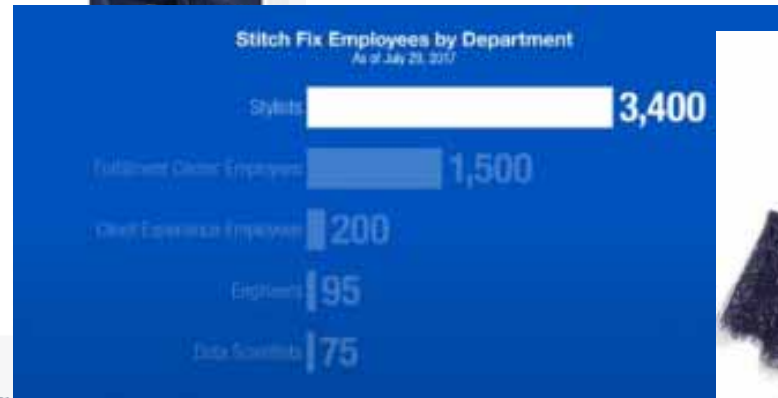 Stitch Fix Employees by Department
As of July 29, 2017
Stylists 3,400
Fulfillment Center Employees 1,500
Client Experience Employees 200
Engineers 95
Data Scientists 75